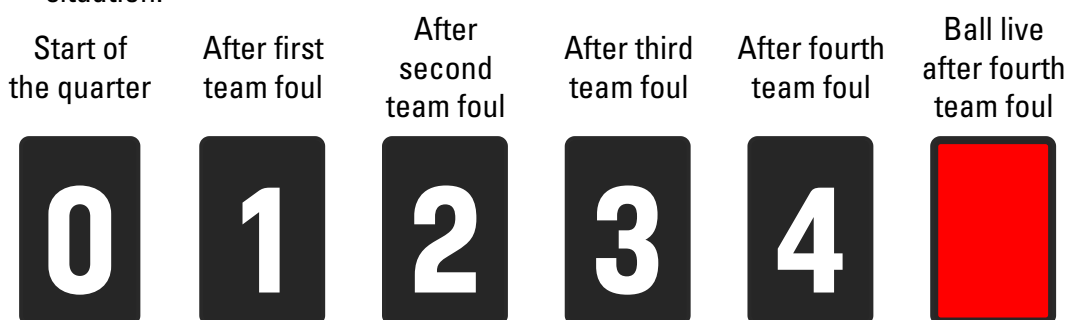 situation.
Start of
the quarter
After first
team foul
After
second
team foul
After third
team foul
After fourth
team foul
Ball live
after fourth
team foul
0 1 2 3 4